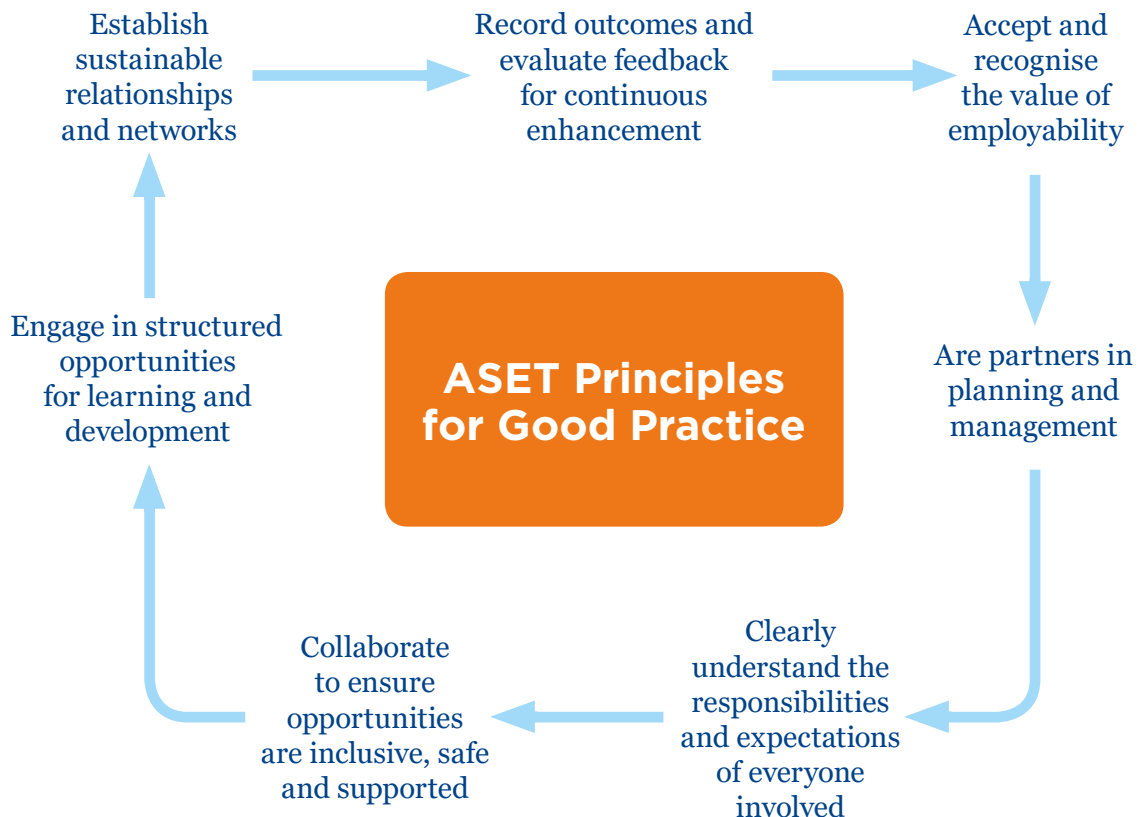 Establish
sustainable
relationships
and networks
Record outcomes and
evaluate feedback
for continuous
enhancement
Accept and
recognise
the value of
employability
Are partners in
planning and
management
Clearly
understand the
responsibilities
and expectations
of everyone
involved
Collaborate
to ensure
opportunities
are inclusive, safe
and supported
Engage in structured
opportunities
for learning and
development
ASET Principles
for Good Practice